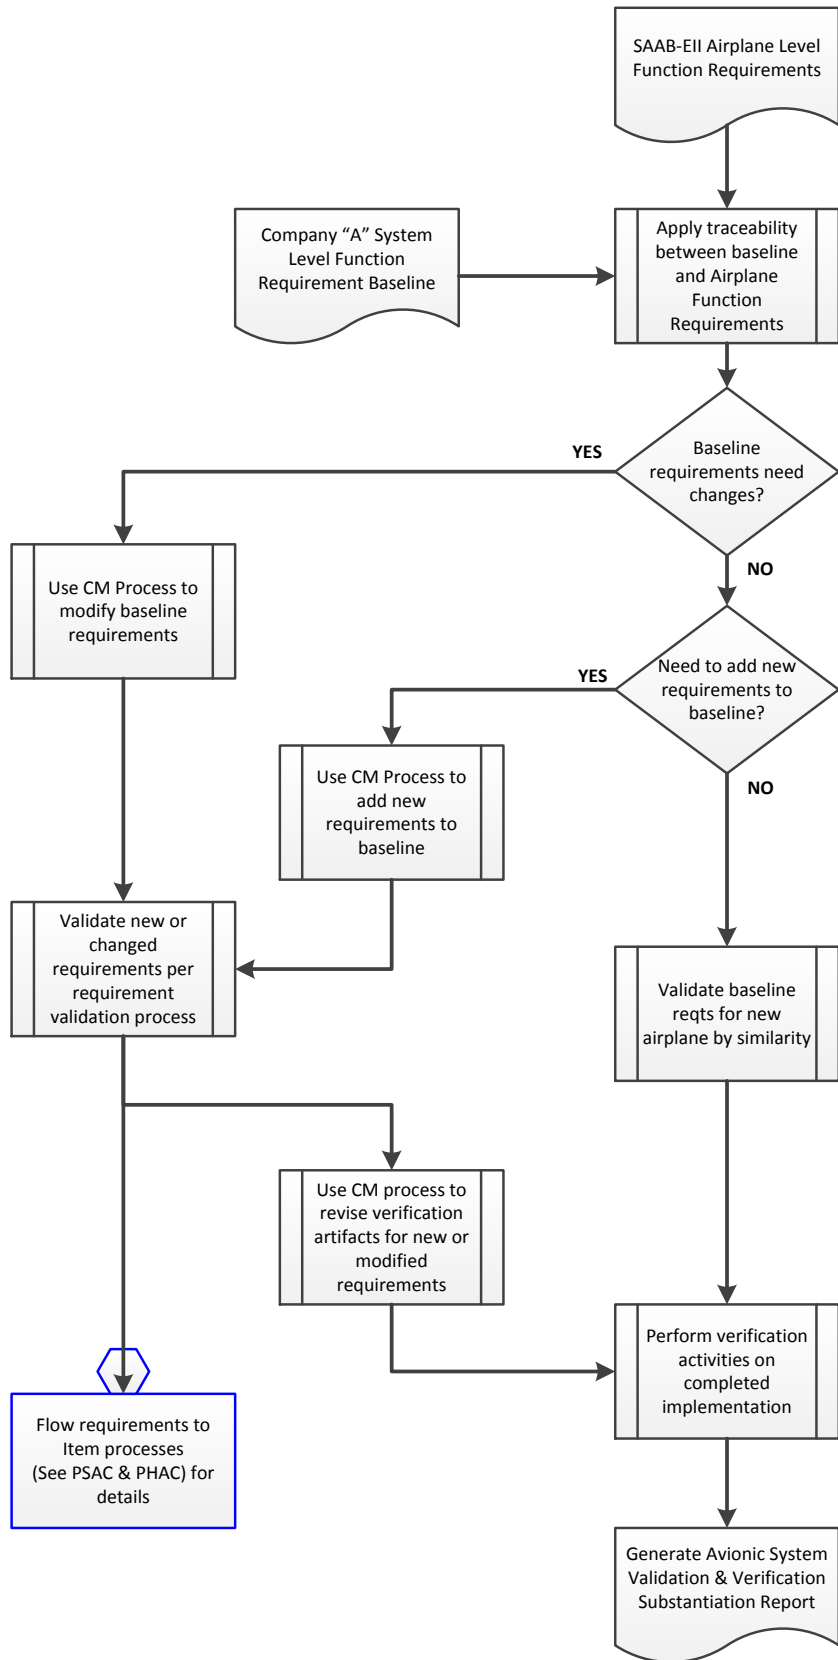 SAAB-EII Airplane Level
Function Requirements
Company “A” System
Level Function
Requirement Baseline
Apply traceability
between baseline
and Airplane
Function
Requirements
YES
Baseline
requirements need
changes?
NO
Use CM Process to
modify baseline
requirements
YES
Need to add new
requirements to
baseline?
NO
Use CM Process to
add new
requirements to
baseline
Validate new or
changed
requirements per
requirement
validation process
Validate baseline
reqts for new
airplane by similarity
Use CM process to
revise verification
artifacts for new or
modified
requirements
Perform verification
activities on
completed
implementation
Flow requirements to
Item processes
(See PSAC & PHAC) for
details
Generate Avionic System
Validation & Verification
Substantiation Report